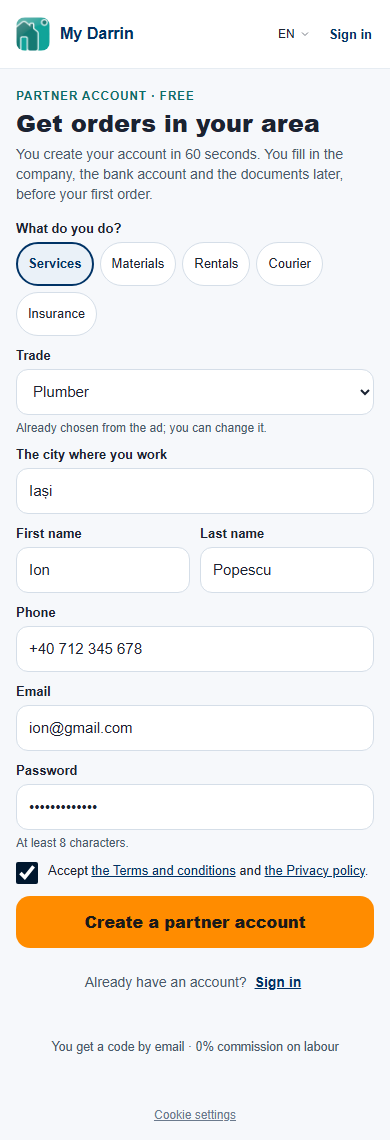 My Darrin
EN
Sign in
PARTNER ACCOUNT · FREE
Get orders in your area
You create your account in 60 seconds. You fill in the
company, the bank account and the documents later,
before your first order.
What do you do?
Services
Materials
Rentals
Courier
Insurance
Trade
Plumber
Already chosen from the ad; you can change it.
The city where you work
Iași
First name
Last name
Ion
Popescu
Phone
+40 712 345 678
Email
ion@gmail.com
Password
•••••••••••••
At least 8 characters.
Accept the Terms and conditions and the Privacy policy.
Create a partner account
Already have an account? Sign in
You get a code by email · 0% commission on labour
Cookie settings